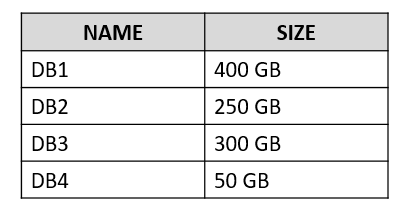 NAME SIZE
DB1 400 GB
DB2 250 GB
DB3 300 GB
DB4 50 GB